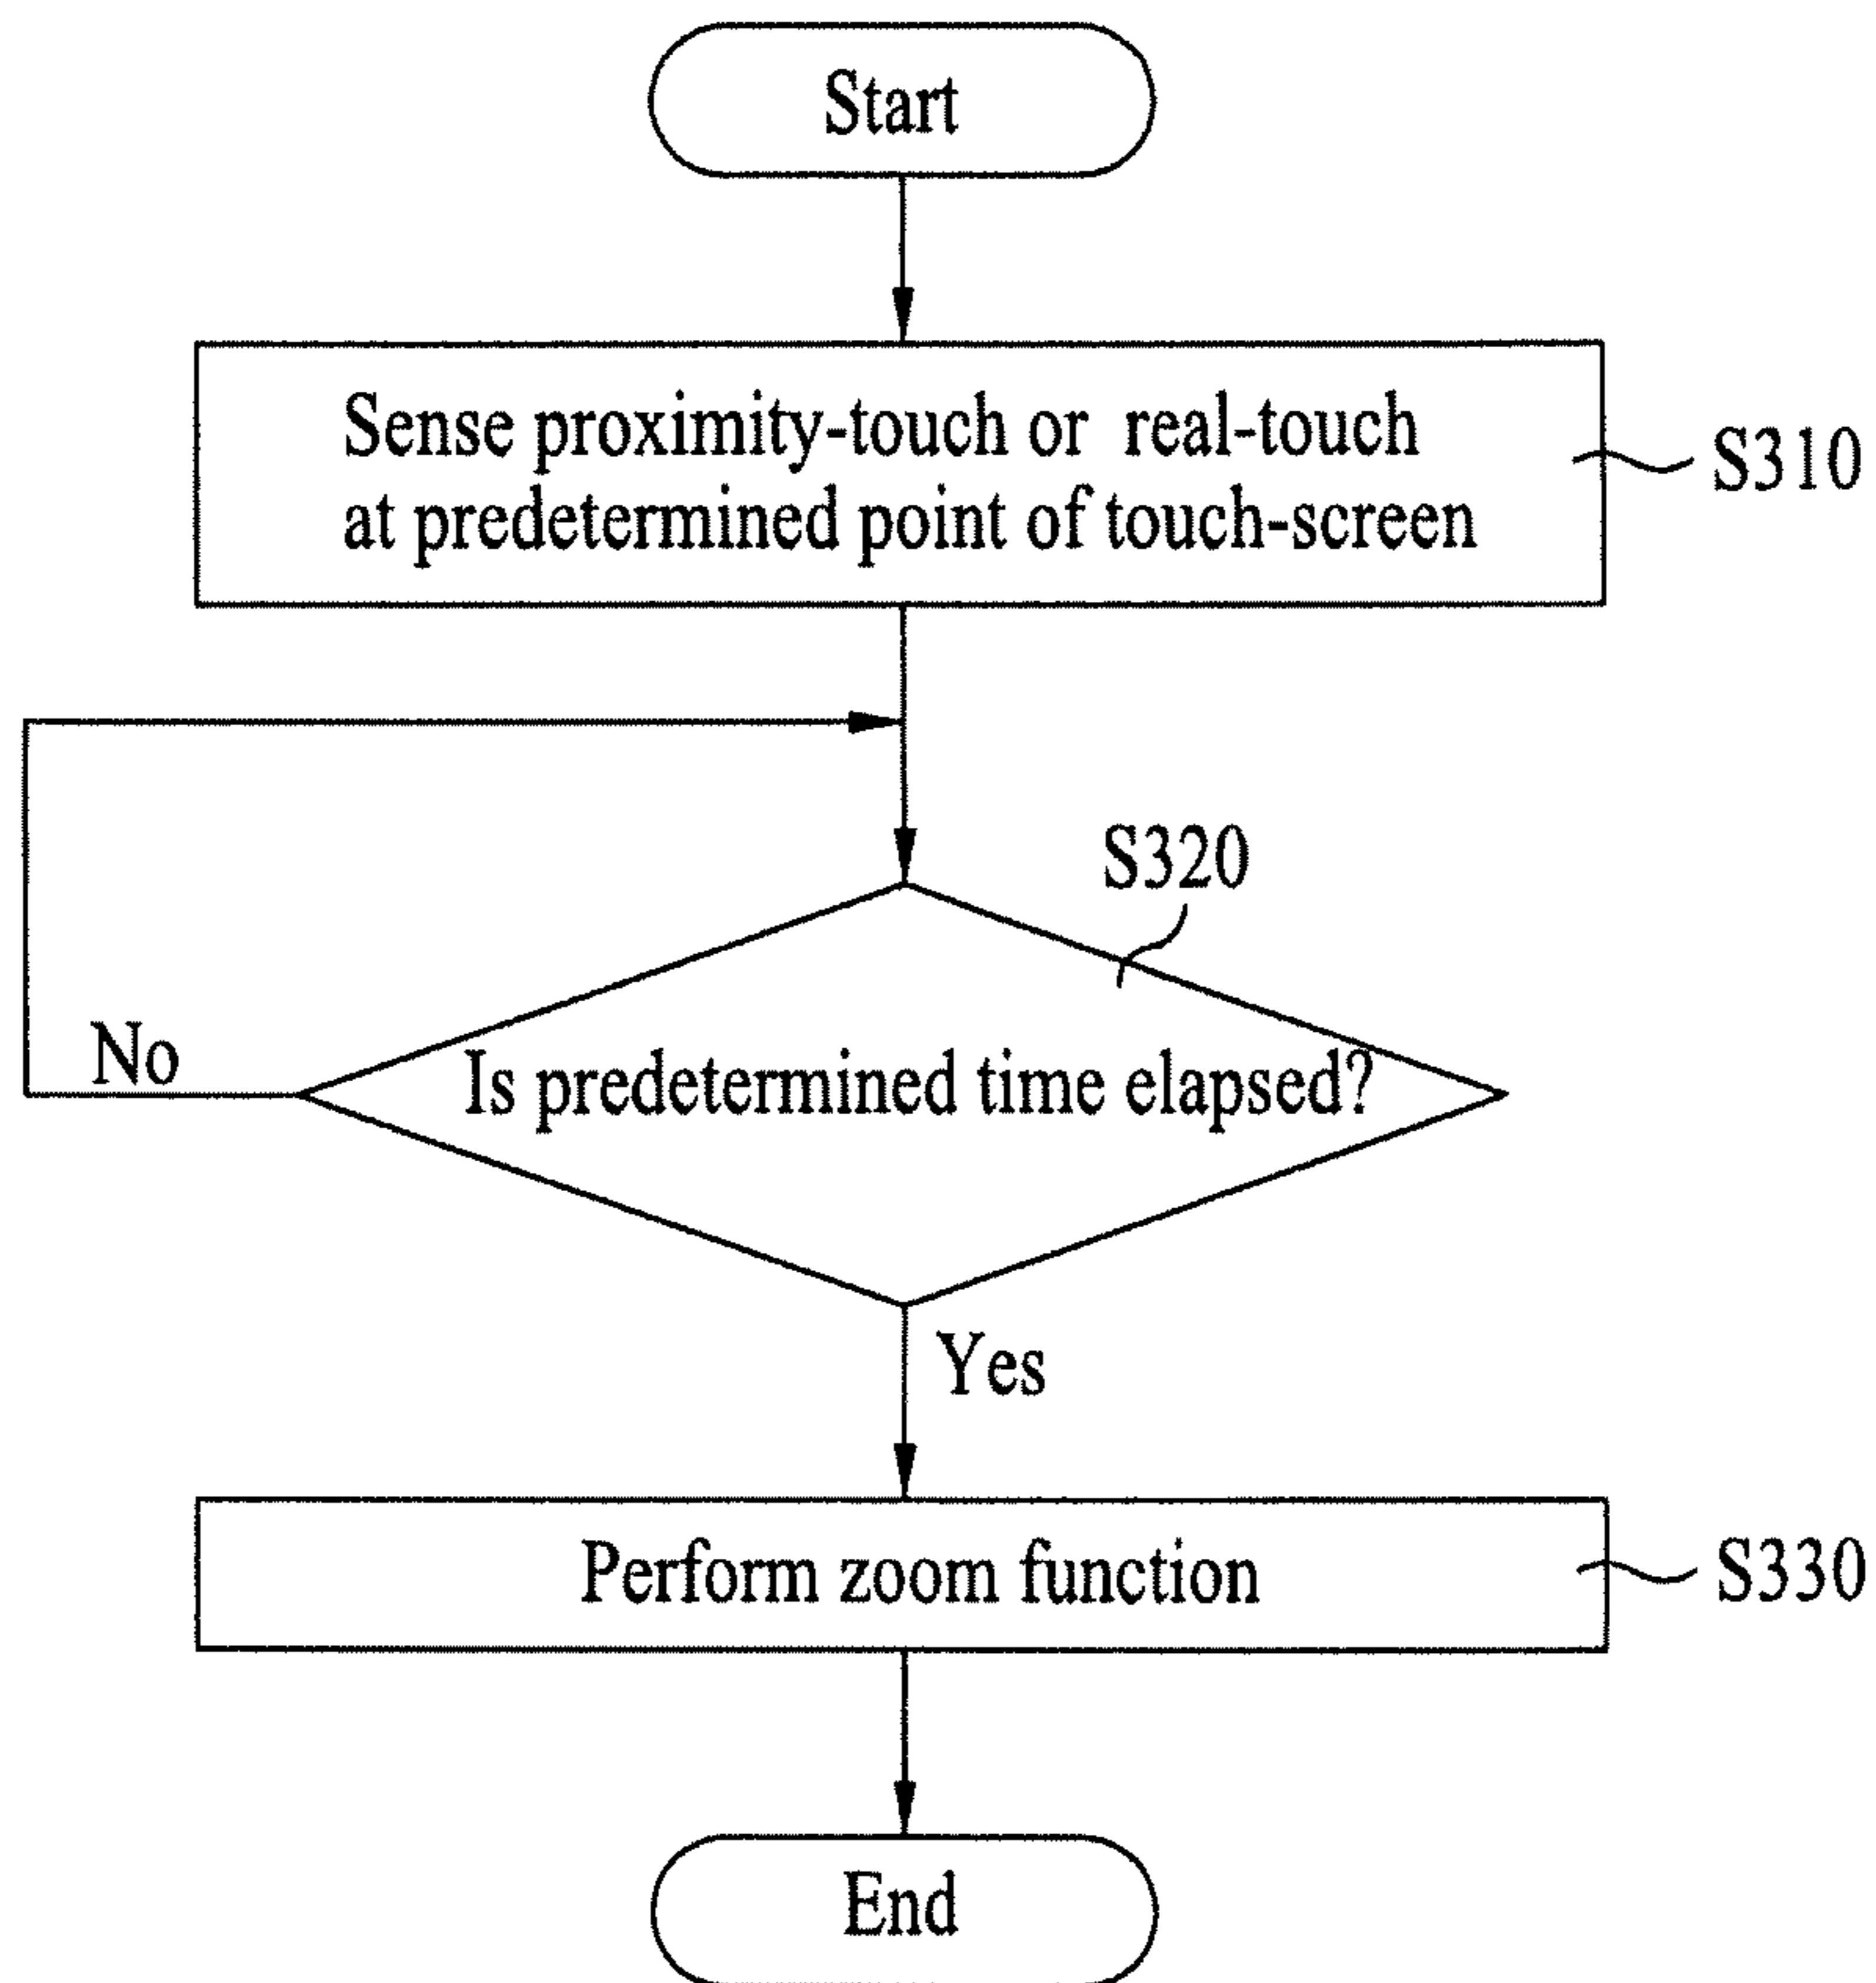 Start
Sense proximity-touch or real-touch
at predetermined point of touch-screen
S310
S320
No
Is predetermined time elapsed?
Yes
Perform zoom function
S330
End